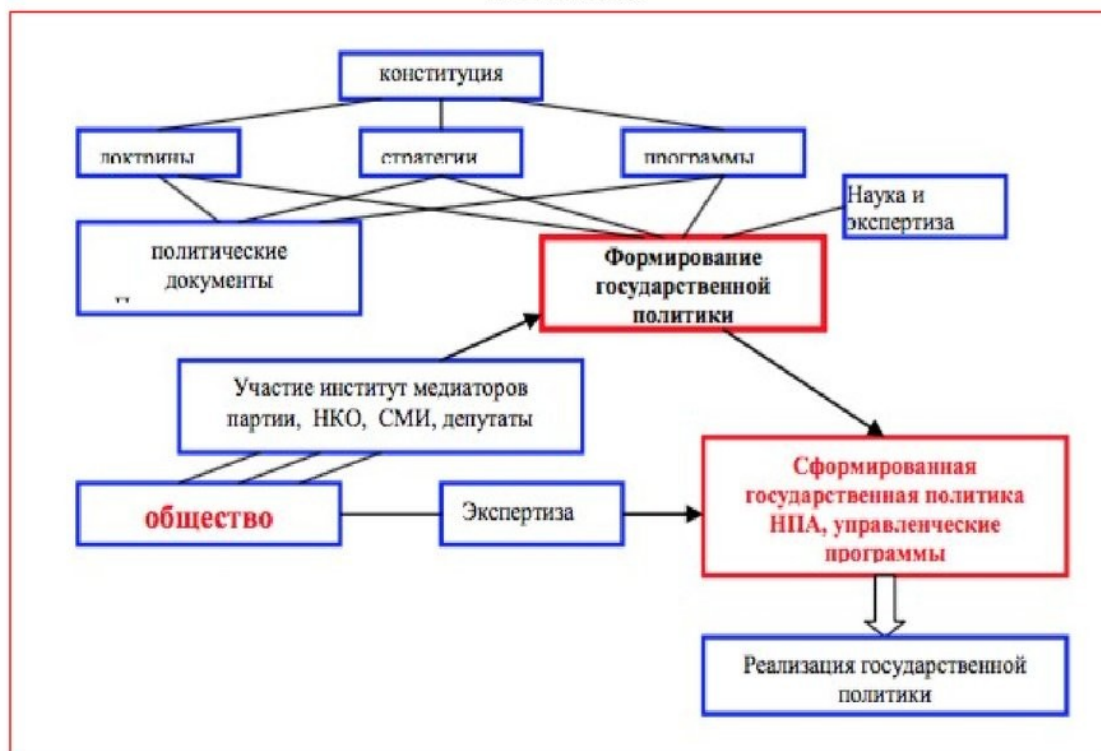 конституция
доктрины
стратегии
программы
Наука и
экспертиза
политические
документы
Формирование
государственной
политики
Участие институт медиаторов
партии, НКО, СМИ, депутаты
общество
Экспертиза
Сформированная
государственная политика
НПА, управленческие
программы
Реализация государственной
политики